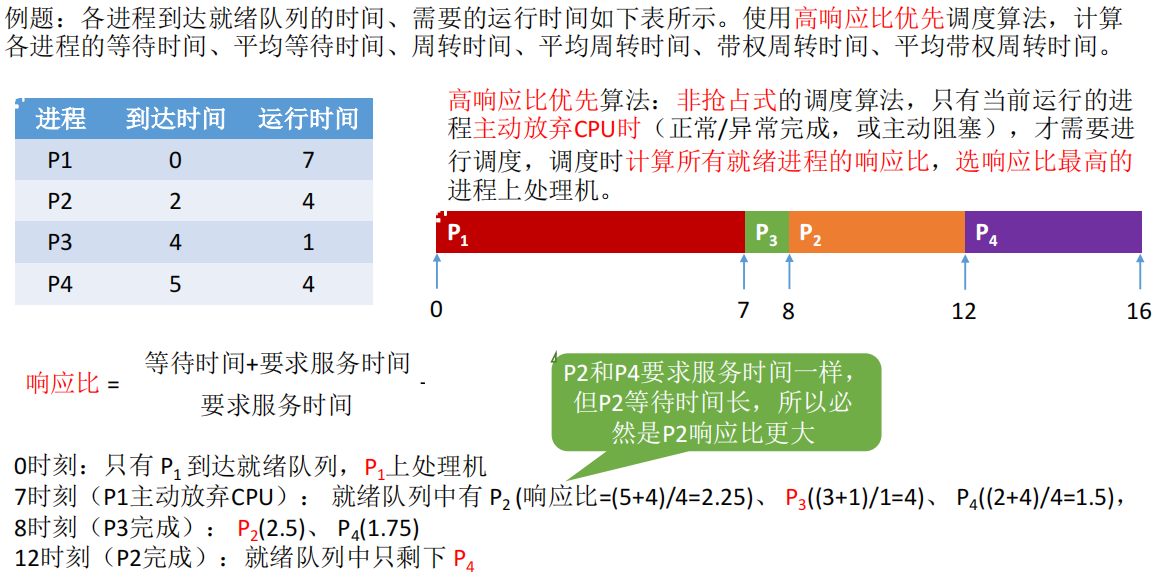 例题：各进程到达就绪队列的时间、需要的运行时间如下表所示。使用高响应比优先调度算法，计算
各进程的等待时间、平均等待时间、周转时间、平均周转时间、带权周转时间、平均带权周转时间。
进程 到达时间 运行时间
P1 0 7
P2 2 4
P3 4 1
P4 5 4
高响应比优先算法：非抢占式的调度算法，只有当前运行的进
程主动放弃CPU时（正常/异常完成，或主动阻塞），才需要进
行调度，调度时计算所有就绪进程的响应比，选响应比最高的
进程上处理机。
P₁ P₃ P₂ P₄
0 7 8 12 16
等待时间+要求服务时间
响应比 =
要求服务时间
P2和P4要求服务时间一样，
但P2等待时间长，所以必
然是P2响应比更大
0时刻：只有 P₁ 到达就绪队列，P₁上处理机
7时刻（P1主动放弃CPU）： 就绪队列中有 P₂ (响应比=(5+4)/4=2.25)、 P₃((3+1)/1=4)、 P₄((2+4)/4=1.5)，
8时刻（P3完成）： P₂(2.5)、 P₄(1.75)
12时刻（P2完成）：就绪队列中只剩下 P₄